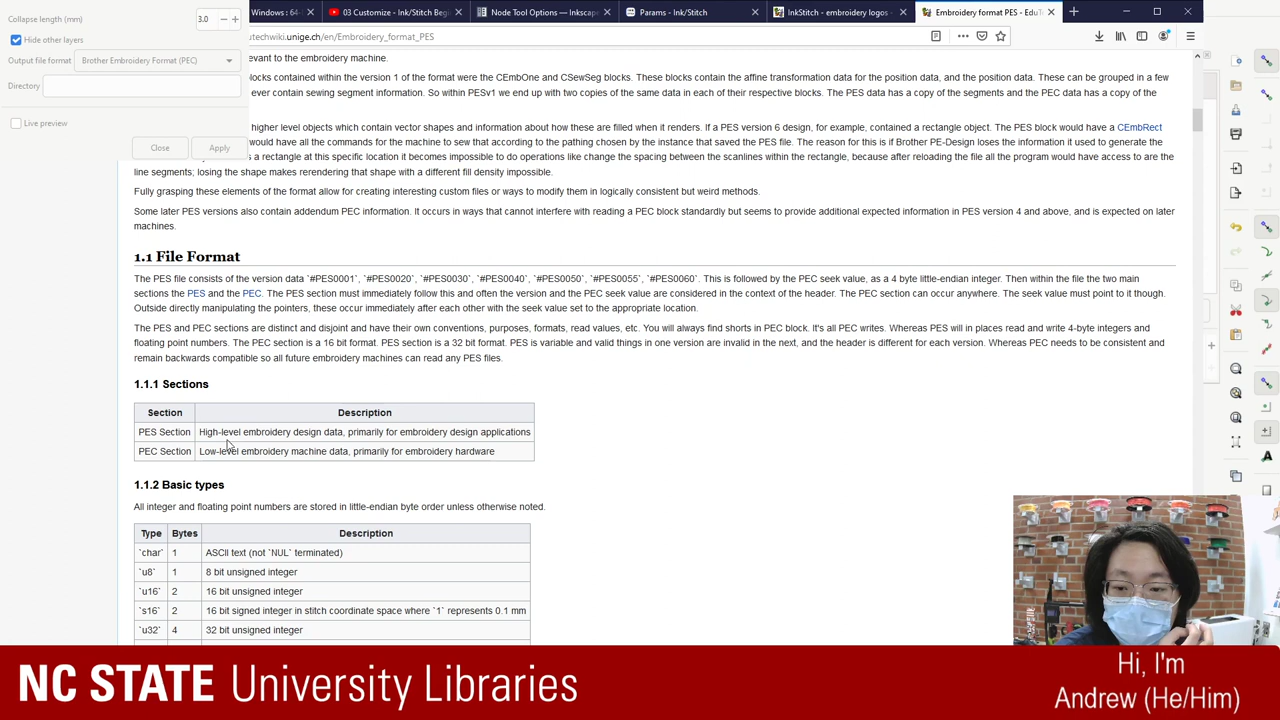 Collapse length (mm)
3.0
Hide other layers
Output file format
Brother Embroidery Format (PEC)
Directory
Live preview
Close
Apply
Windows : 64-
03 Customize - Ink/Stitch Begi
Node Tool Options — Inkscape
Params - Ink/Stitch
InkStitch - embroidery logos -
Embroidery format PES - EduT
utechwiki.unige.ch/en/Embroidery_format_PES
evant to the embroidery machine.
locks contained within the version 1 of the format were the CEmbOne and CSewSeg blocks. These blocks contain the affine transformation data for the position data, and the position data. These can be grouped in a few
ever contain sewing segment information. So within PESv1 we end up with two copies of the same data in each of their respective blocks. The PES data has a copy of the segments and the PEC data has a copy of the
higher level objects which contain vector shapes and information about how these are filled when it renders. If a PES version 6 design, for example, contained a rectangle object. The PES block would have a CEmbRect
would have all the commands for the machine to sew that according to the pathing chosen by the instance that saved the PES file. The reason for this is if Brother PE-Design loses the information it used to generate the
s a rectangle at this specific location it becomes impossible to do operations like change the spacing between the scanlines within the rectangle, because after reloading the file all the program would have access to are the
line segments; losing the shape makes rerendering that shape with a different fill density impossible.
Fully grasping these elements of the format allow for creating interesting custom files or ways to modify them in logically consistent but weird methods.
Some later PES versions also contain addendum PEC information. It occurs in ways that cannot interfere with reading a PEC block standardly but seems to provide additional expected information in PES version 4 and above, and is expected on later
machines.
1.1 File Format
The PES file consists of the version data `#PES0001`, `#PES0020`, `#PES0030`, `#PES0040`, `#PES0050`, `#PES0055`, `#PES0060`. This is followed by the PEC seek value, as a 4 byte little-endian integer. Then within the file the two main
sections the PES and the PEC. The PES section must immediately follow this and often the version and the PEC seek value are considered in the context of the header. The PEC section can occur anywhere. The seek value must point to it though.
Outside directly manipulating the pointers, these occur immediately after each other with the seek value set to the appropriate location.
The PES and PEC sections are distinct and disjoint and have their own conventions, purposes, formats, read values, etc. You will always find shorts in PEC block. It's all PEC writes. Whereas PES will in places read and write 4-byte integers and
floating point numbers. The PEC section is a 16 bit format. PES section is a 32 bit format. PES is variable and valid things in one version are invalid in the next, and the header is different for each version. Whereas PEC needs to be consistent and
remain backwards compatible so all future embroidery machines can read any PES files.
1.1.1 Sections
Section Description
PES Section High-level embroidery design data, primarily for embroidery design applications
PEC Section Low-level embroidery machine data, primarily for embroidery hardware
1.1.2 Basic types
All integer and floating point numbers are stored in little-endian byte order unless otherwise noted.
Type Bytes Description
`char` 1 ASCII text (not `NUL` terminated)
`u8` 1 8 bit unsigned integer
`u16` 2 16 bit unsigned integer
`s16` 2 16 bit signed integer in stitch coordinate space where `1` represents 0.1 mm
`u32` 4 32 bit unsigned integer
NC STATE University Libraries
Hi, I'm
Andrew (He/Him)